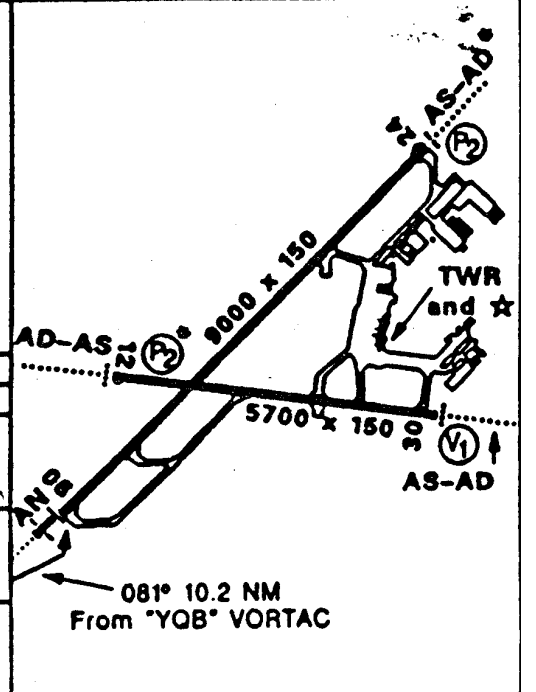 AS-AD*
24
P2
9000 x 150
TWR
and ☆
AD-AS
12
P2*
5700 x 150
30
V1
AS-AD
AN
06
081° 10.2 NM
From "YQB" VORTAC